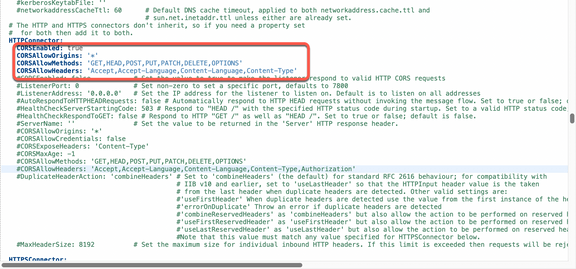 #kerberosKeytabFile: ''
#networkaddressCacheTtl: 60 # Default DNS cache timeout, applied to both networkaddress.cache.ttl and
# sun.net.inetaddr.ttl unless either are already set.
# The HTTP and HTTPS connectors don't inherit, so if you need a property set
# for both then add it to both.
HTTPConnector:
CORSEnabled: true
CORSAllowOrigins: '*'
CORSAllowMethods: 'GET,HEAD,POST,PUT,PATCH,DELETE,OPTIONS'
CORSAllowHeaders: 'Accept,Accept-Language,Content-Language,Content-Type'
respond to valid HTTP CORS requests
#ListenerPort: 0 # Set non-zero to set a specific port, defaults to 7800
#ListenerAddress: '0.0.0.0' # Set the IP address for the listener to listen on. Default is to listen on all addresses
#AutoRespondToHTTPHEADRequests: false # Automatically respond to HTTP HEAD requests without invoking the message flow. Set to true or false;
#HealthCheckServerStartingCode: 503 # Respond to "HEAD /" with the specified HTTP status code during startup. Set to a valid HTTP status code
#HealthCheckRespondToGET: false # Respond to HTTP "GET /" as well as "HEAD /". Set to true or false; default is false.
#ServerName: '' # Set the value to be returned in the 'Server' HTTP response header.
#CORSAllowOrigins: '*'
#CORSAllowCredentials: false
#CORSExposeHeaders: 'Content-Type'
#CORSMaxAge: -1
#CORSAllowMethods: 'GET,HEAD,POST,PUT,PATCH,DELETE,OPTIONS'
#CORSAllowHeaders: 'Accept,Accept-Language,Content-Language,Content-Type,Authorization'
#DuplicateHeaderAction: 'combineHeaders' # Set to 'combineHeaders' (the default) for standard RFC 2616 behaviour; for compatibility with
# IIB v10 and earlier, set to 'useLastHeader' so that the HTTPInput header value is the taken
# from the last header when duplicates are detected. Other valid settings are:
#'useFirstHeader' When duplicates are detected use the value from the first instance of the
#'errorOnDuplicate' Throw an error if duplicate headers are detected
#'combineReservedHeaders' as 'combineHeaders' but also allow the action to be performed on reserved
#'useFirstReservedHeader' as 'useFirstHeader' but also allow the action to be performed on reserved
#'useLastReservedHeader' as 'useLastHeader' but also allow the action to be performed on reserved
#Note that this value must match any value specified for HTTPSConnector below.
#MaxHeaderSize: 8192 # Set the maximum size for individual inbound HTTP headers. If this limit is exceeded then requests will be
HTTPSConnector: